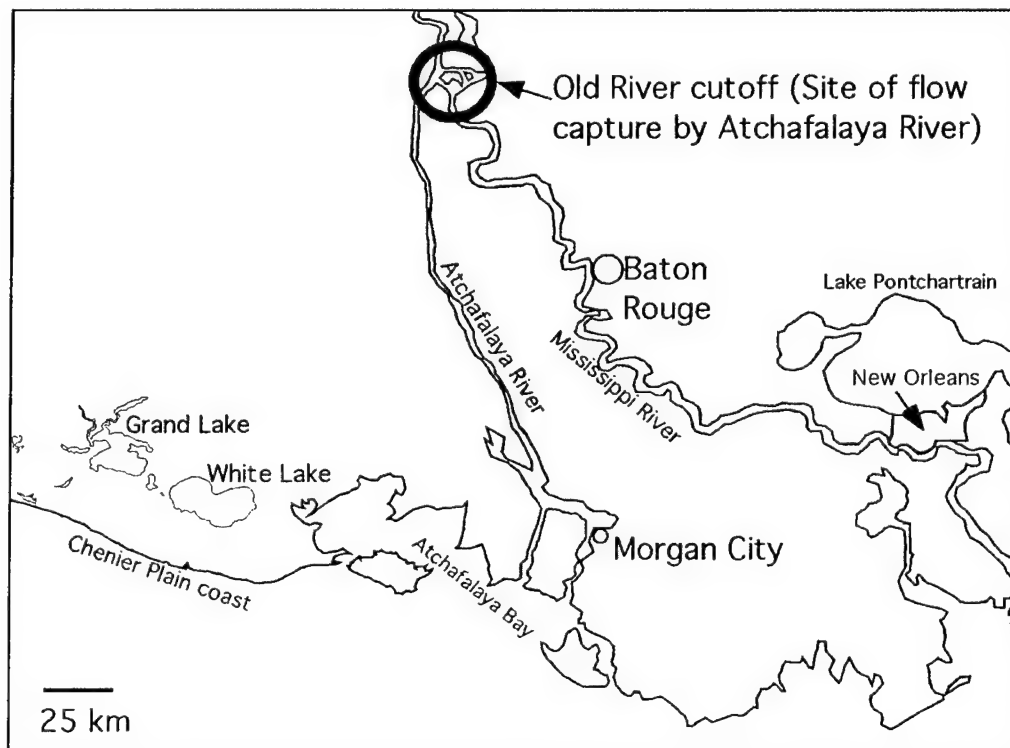 Old River cutoff (Site of flow
capture by Atchafalaya River)
Baton
Rouge
Lake Pontchartrain
Atchafalaya River
Mississippi River
New Orleans
Grand Lake
White Lake
Morgan City
Chenier Plain coast
Atchafalaya Bay
25 km